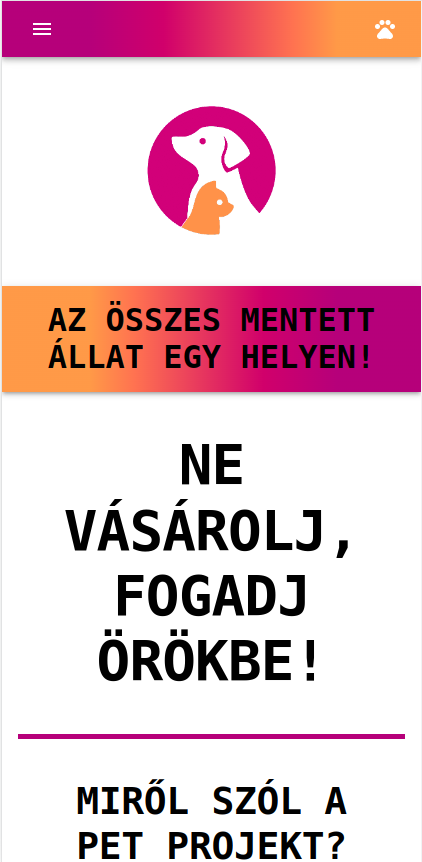 AZ ÖSSZES MENTETT
ÁLLAT EGY HELYEN!
NE
VÁSÁROLJ,
FOGADJ
ÖRÖKBE!
MIRŐL SZÓL A
PET PROJEKT?